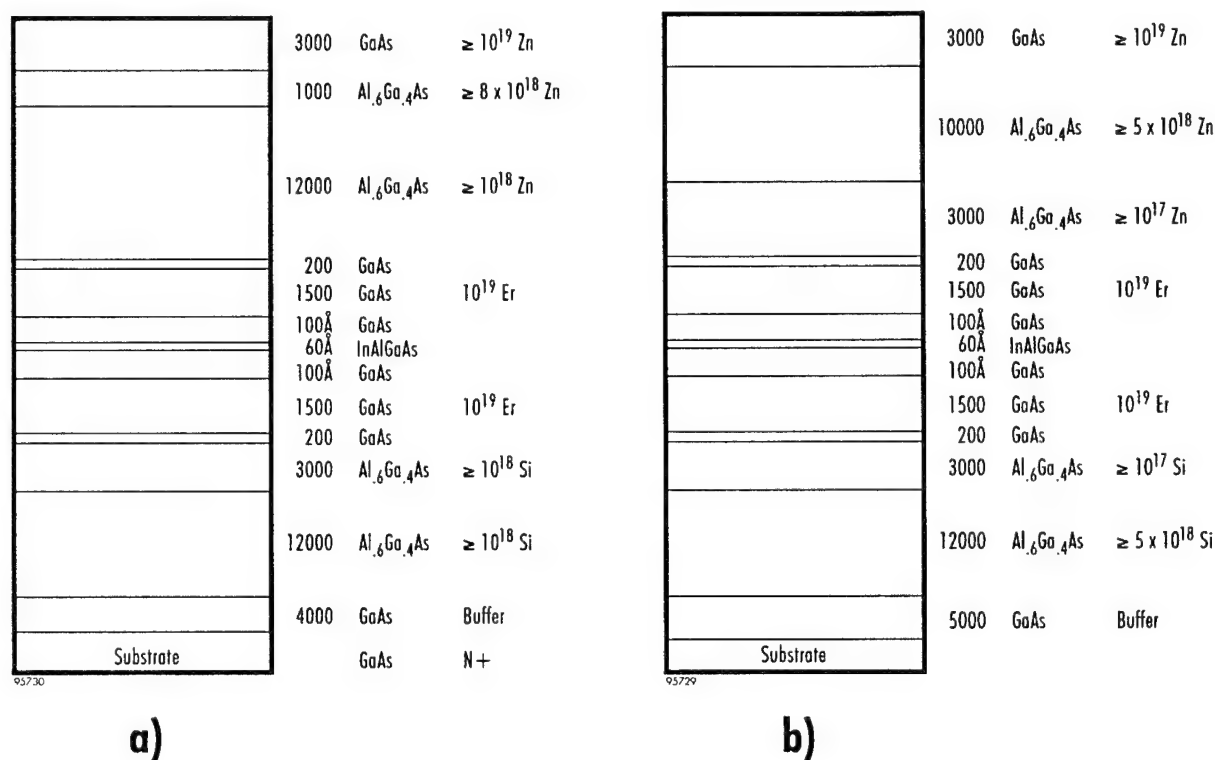 3000 GaAs ≥ 10¹⁹ Zn
1000 Al.₆Ga.₄As ≥ 8 x 10¹⁸ Zn
12000 Al.₆Ga.₄As ≥ 10¹⁸ Zn
200 GaAs
1500 GaAs 10¹⁹ Er
100Å GaAs
60Å InAlGaAs
100Å GaAs
1500 GaAs 10¹⁹ Er
200 GaAs
3000 Al.₆Ga.₄As ≥ 10¹⁸ Si
12000 Al.₆Ga.₄As ≥ 10¹⁸ Si
4000 GaAs Buffer
Substrate GaAs N+
95730
a)
3000 GaAs ≥ 10¹⁹ Zn
10000 Al.₆Ga.₄As ≥ 5 x 10¹⁸ Zn
3000 Al.₆Ga.₄As ≥ 10¹⁷ Zn
200 GaAs
1500 GaAs 10¹⁹ Er
100Å GaAs
60Å InAlGaAs
100Å GaAs
1500 GaAs 10¹⁹ Er
200 GaAs
3000 Al.₆Ga.₄As ≥ 10¹⁷ Si
12000 Al.₆Ga.₄As ≥ 5 x 10¹⁸ Si
5000 GaAs Buffer
Substrate
95729
b)